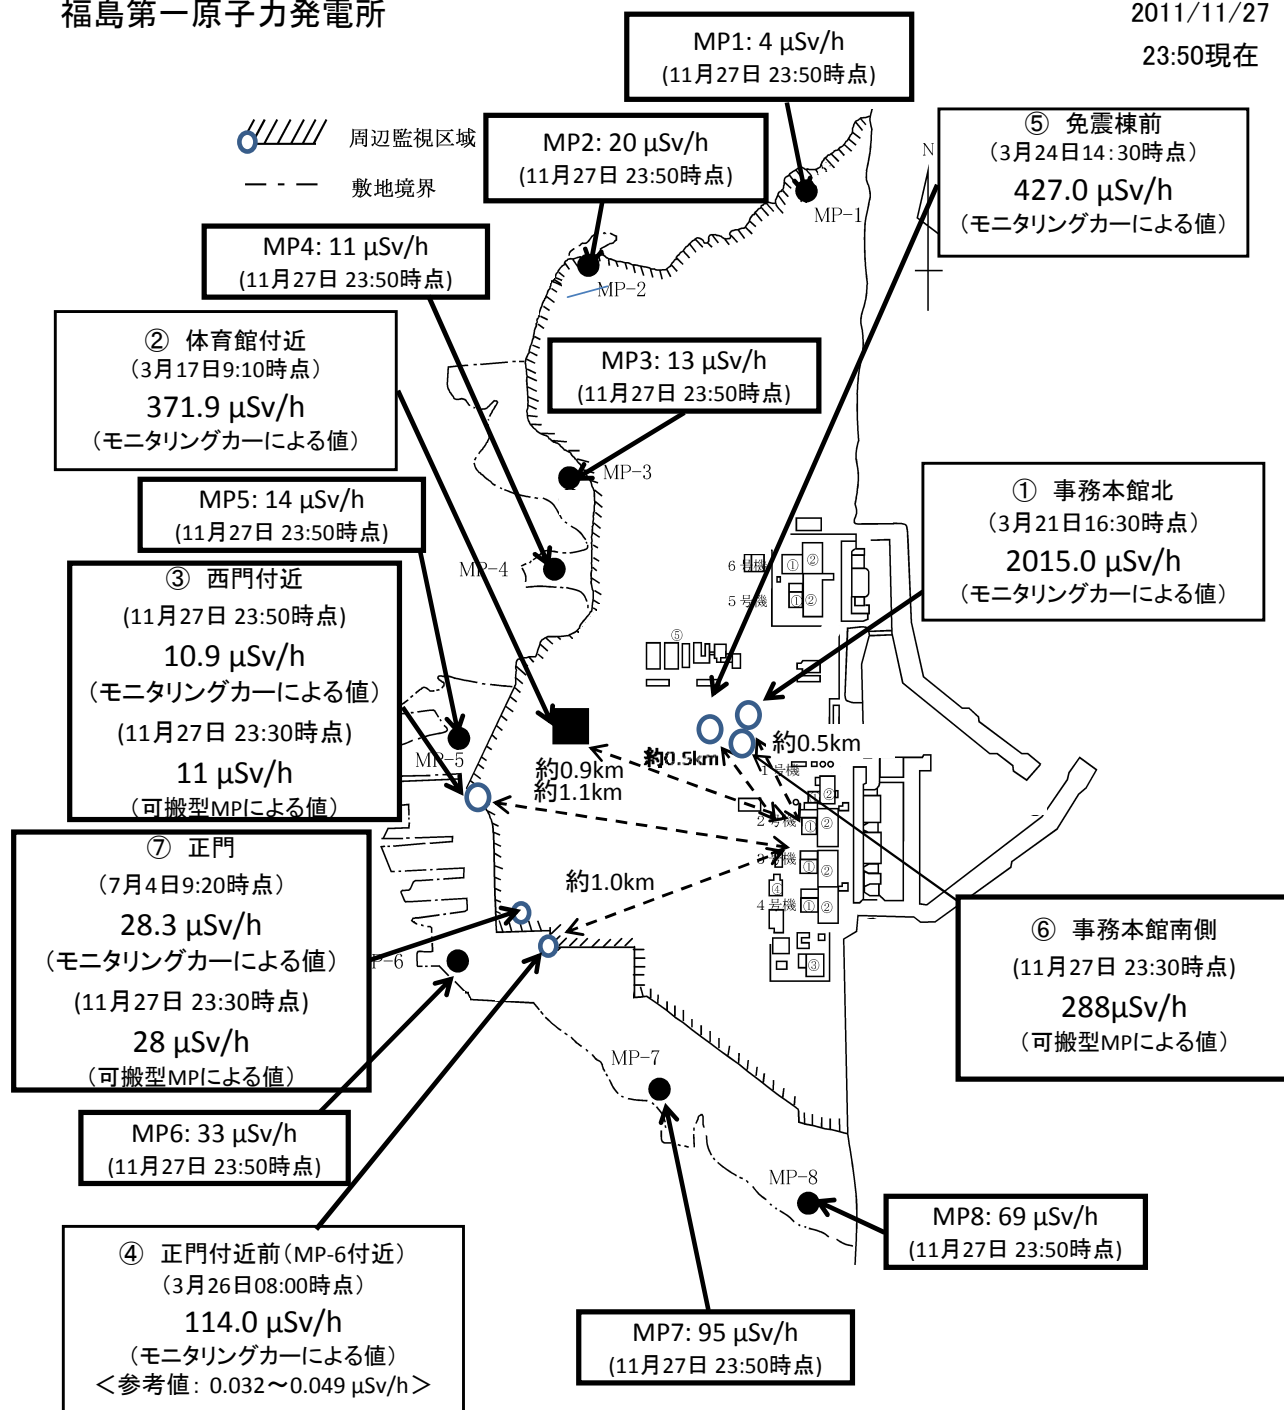 福島第一原子力発電所
2011/11/27
23:50現在
MP1: 4 μSv/h
(11月27日 23:50時点)
周辺監視区域
敷地境界
MP2: 20 μSv/h
(11月27日 23:50時点)
⑤ 免震棟前
(3月24日14:30時点)
427.0 μSv/h
(モニタリングカーによる値)
N
MP-1
MP4: 11 μSv/h
(11月27日 23:50時点)
MP-2
② 体育館付近
(3月17日9:10時点)
371.9 μSv/h
(モニタリングカーによる値)
MP3: 13 μSv/h
(11月27日 23:50時点)
MP-3
MP5: 14 μSv/h
(11月27日 23:50時点)
① 事務本館北
(3月21日16:30時点)
2015.0 μSv/h
(モニタリングカーによる値)
MP-4
6号機 ① ②
5号機 ① ②
⑤
③ 西門付近
(11月27日 23:50時点)
10.9 μSv/h
(モニタリングカーによる値)
(11月27日 23:30時点)
11 μSv/h
(可搬型MPによる値)
MP-5
約0.9km
約1.1km
約0.5km
約0.5km
1号機 ① ②
2号機 ① ②
3号機 ① ②
④
4号機 ① ②
③
約1.0km
⑦ 正門
(7月4日9:20時点)
28.3 μSv/h
(モニタリングカーによる値)
(11月27日 23:30時点)
28 μSv/h
(可搬型MPによる値)
P-6
⑥ 事務本館南側
(11月27日 23:30時点)
288μSv/h
(可搬型MPによる値)
MP-7
MP6: 33 μSv/h
(11月27日 23:50時点)
MP-8
MP8: 69 μSv/h
(11月27日 23:50時点)
④ 正門付近前(MP-6付近)
(3月26日08:00時点)
114.0 μSv/h
(モニタリングカーによる値)
＜参考値: 0.032～0.049 μSv/h＞
MP7: 95 μSv/h
(11月27日 23:50時点)